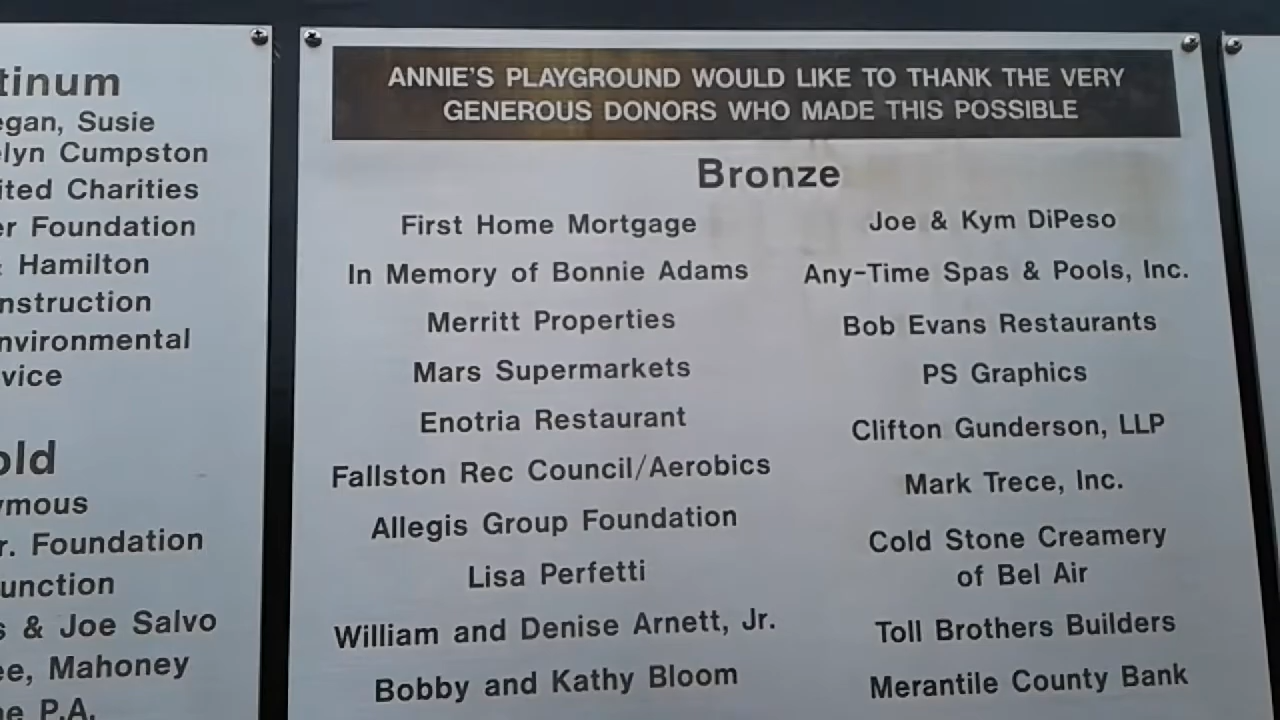 tinum
egan, Susie
elyn Cumpston
ited Charities
er Foundation
Hamilton
nstruction
nvironmental
vice
old
ymous
r. Foundation
unction
s & Joe Salvo
ee, Mahoney
ne P.A.
ANNIE'S PLAYGROUND WOULD LIKE TO THANK THE VERY
GENEROUS DONORS WHO MADE THIS POSSIBLE
Bronze
First Home Mortgage
In Memory of Bonnie Adams
Merritt Properties
Mars Supermarkets
Enotria Restaurant
Fallston Rec Council/Aerobics
Allegis Group Foundation
Lisa Perfetti
William and Denise Arnett, Jr.
Bobby and Kathy Bloom
Joe & Kym DiPeso
Any-Time Spas & Pools, Inc.
Bob Evans Restaurants
PS Graphics
Clifton Gunderson, LLP
Mark Trece, Inc.
Cold Stone Creamery
of Bel Air
Toll Brothers Builders
Merantile County Bank